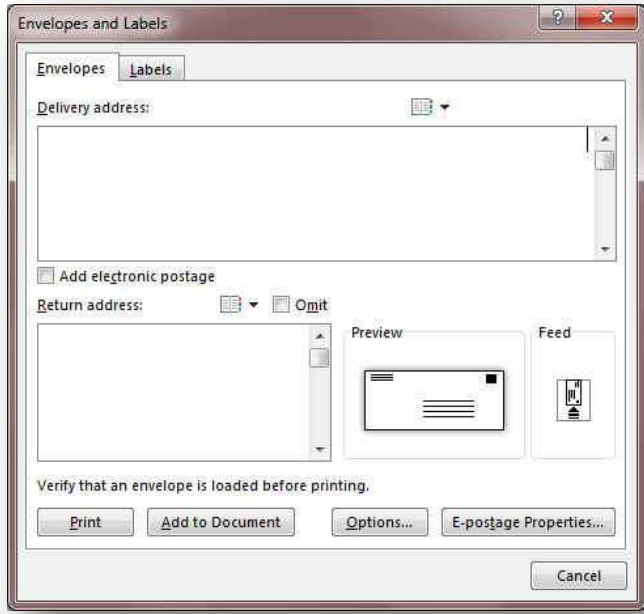 Envelopes and Labels
Envelopes Labels
Delivery address:
Add electronic postage
Return address: Omit
Preview Feed
Verify that an envelope is loaded before printing.
Print Add to Document Options... E-postage Properties...
Cancel